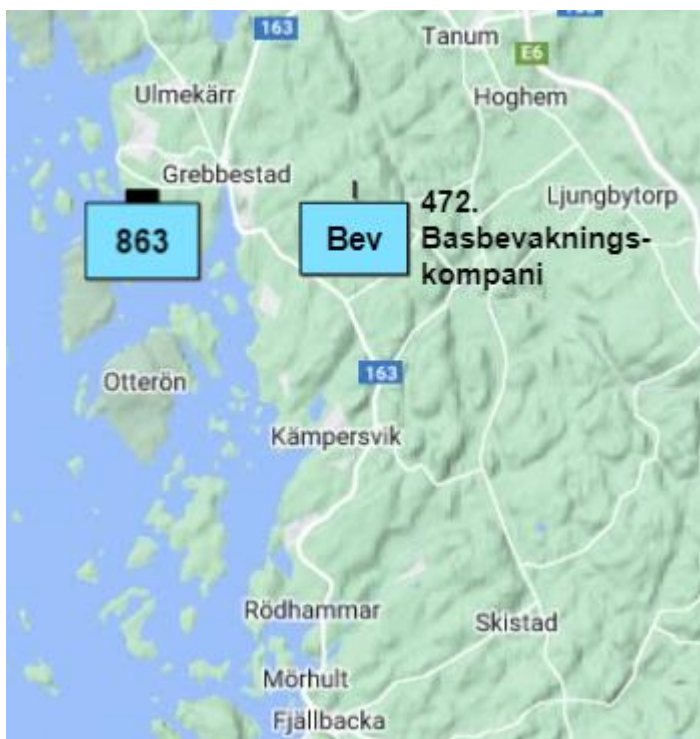 163
Tanum
E6
Ulmekärr
Hoghem
Grebbestad
Ljungbytorp
863
Bev
472.
Basbevaknings-
kompani
163
Otterön
Kämpersvik
Rödhammar
Skistad
Mörhult
Fjällbacka